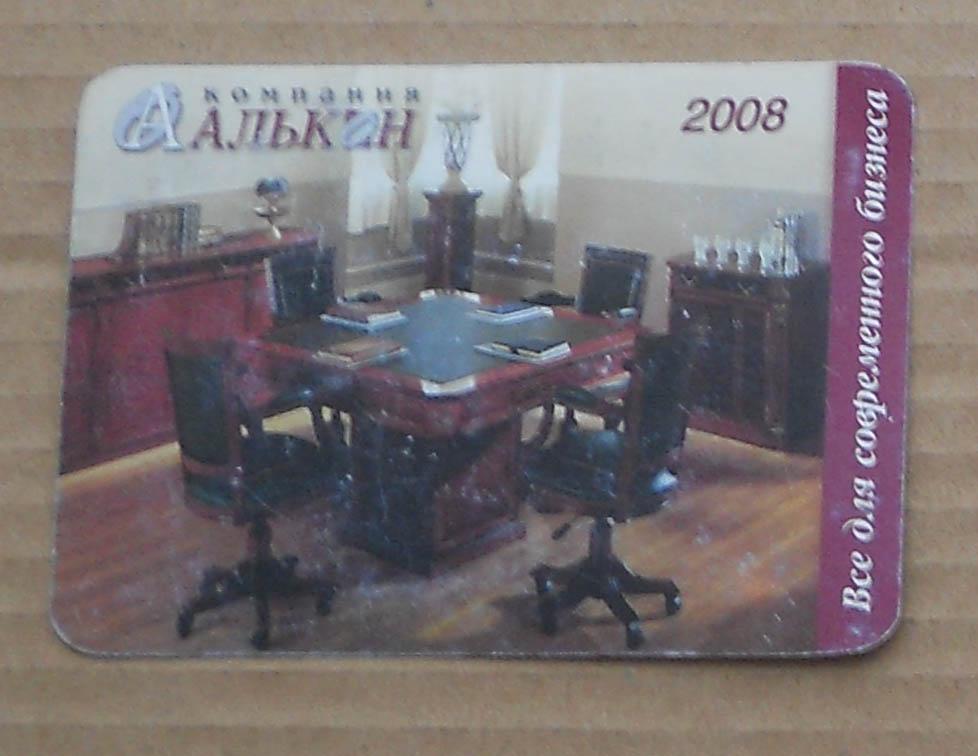 компания
АЛЬКОН
2008
Все для современного бизнеса